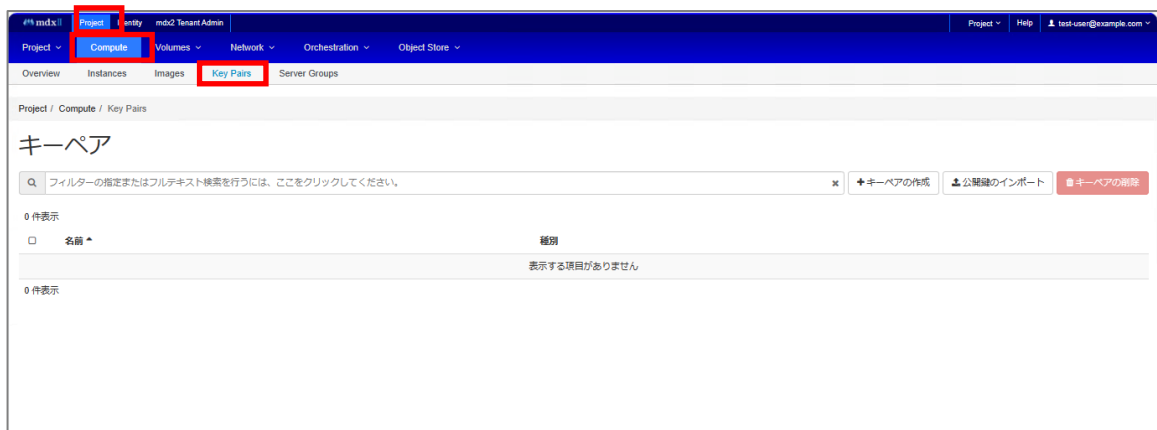 mdx II Project Identity mdx2 Tenant Admin Project Help test-user@example.com
Project Compute Volumes Network Orchestration Object Store
Overview Instances Images Key Pairs Server Groups
Project / Compute / Key Pairs
キーペア
フィルターの指定またはフルテキスト検索を行うには、ここをクリックしてください。 × +キーペアの作成 公開鍵のインポート キーペアの削除
0 件表示
名前 種別
表示する項目がありません
0 件表示